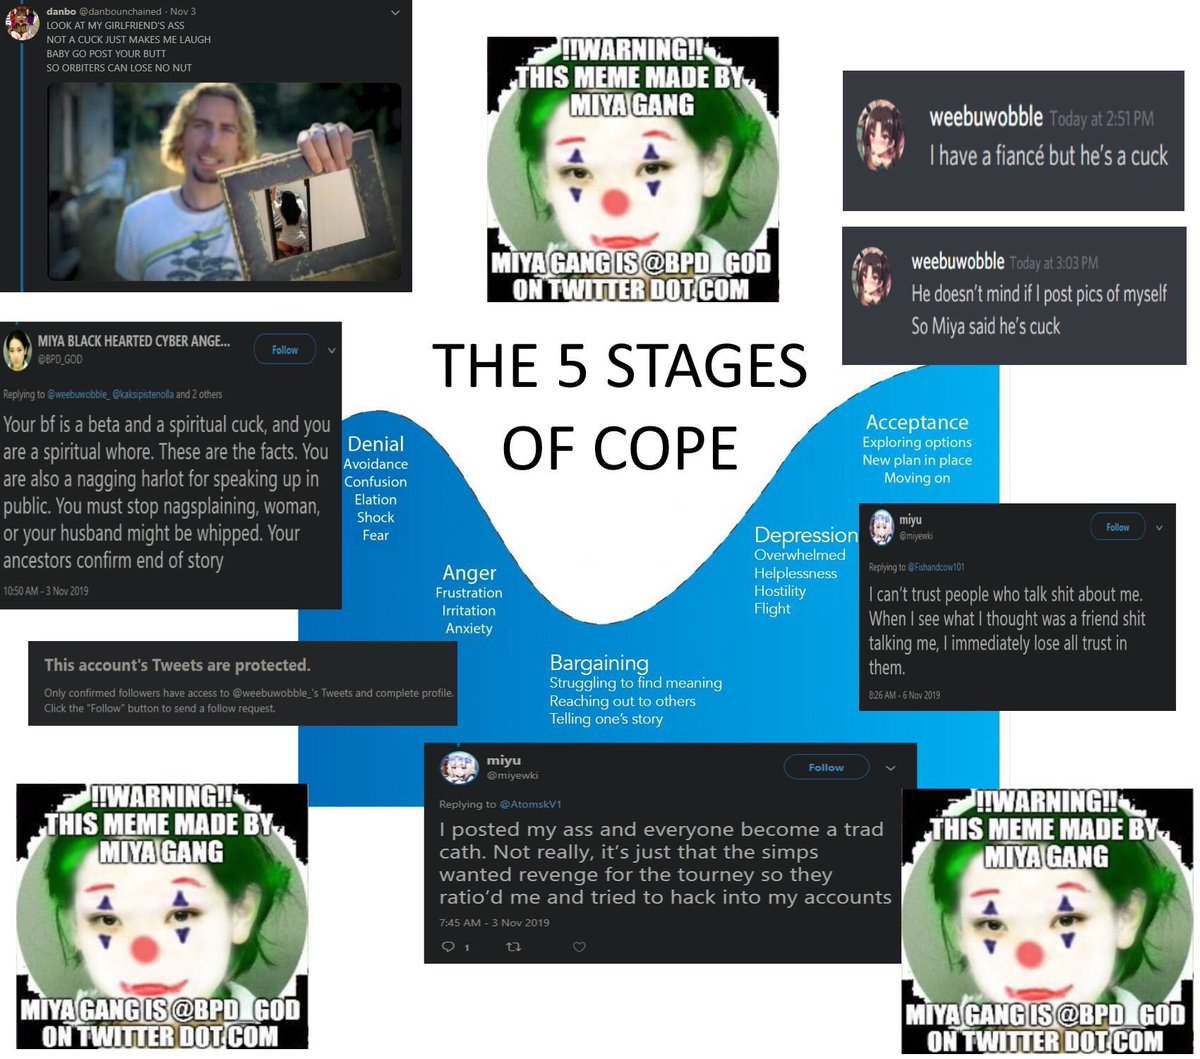 danbo @danbounchained · Nov 3
LOOK AT MY GIRLFRIEND'S ASS
NOT A CUCK JUST MAKES ME LAUGH
BABY GO POST YOUR BUTT
SO ORBITERS CAN LOSE NO NUT
!!WARNING!!
THIS MEME MADE BY
MIYA GANG
MIYA GANG IS @BPD_GOD
ON TWITTER DOT COM
weebuwobble Today at 2:51 PM
I have a fiancé but he's a cuck
weebuwobble Today at 3:03 PM
He doesn't mind if I post pics of myself
So Miya said he's cuck
THE 5 STAGES
OF COPE
MIYA BLACK HEARTED CYBER ANGE...
@BPD_GOD
Follow
Replying to @weebuwobble_ @kaksipistenolla and 2 others
Your bf is a beta and a spiritual cuck, and you
are a spiritual whore. These are the facts. You
are also a nagging harlot for speaking up in
public. You must stop nagsplaining, woman,
or your husband might be whipped. Your
ancestors confirm end of story
10:50 AM - 3 Nov 2019
Denial
Avoidance
Confusion
Elation
Shock
Fear
Anger
Frustration
Irritation
Anxiety
Bargaining
Struggling to find meaning
Reaching out to others
Telling one's story
Depression
Overwhelmed
Helplessness
Hostility
Flight
Acceptance
Exploring options
New plan in place
Moving on
miyu
@miyewki
Follow
Replying to @Fishandcow101
I can't trust people who talk shit about me.
When I see what I thought was a friend shit
talking me, I immediately lose all trust in
them.
8:26 AM - 6 Nov 2019
This account's Tweets are protected.
Only confirmed followers have access to @weebuwobble_'s Tweets and complete profile.
Click the "Follow" button to send a follow request.
miyu
@miyewki
Follow
Replying to @AtomskV1
I posted my ass and everyone become a trad
cath. Not really, it's just that the simps
wanted revenge for the tourney so they
ratio'd me and tried to hack into my accounts
7:45 AM - 3 Nov 2019
1
!!WARNING!!
THIS MEME MADE BY
MIYA GANG
MIYA GANG IS @BPD_GOD
ON TWITTER DOT COM
!!WARNING!!
THIS MEME MADE BY
MIYA GANG
MIYA GANG IS @BPD_GOD
ON TWITTER DOT COM